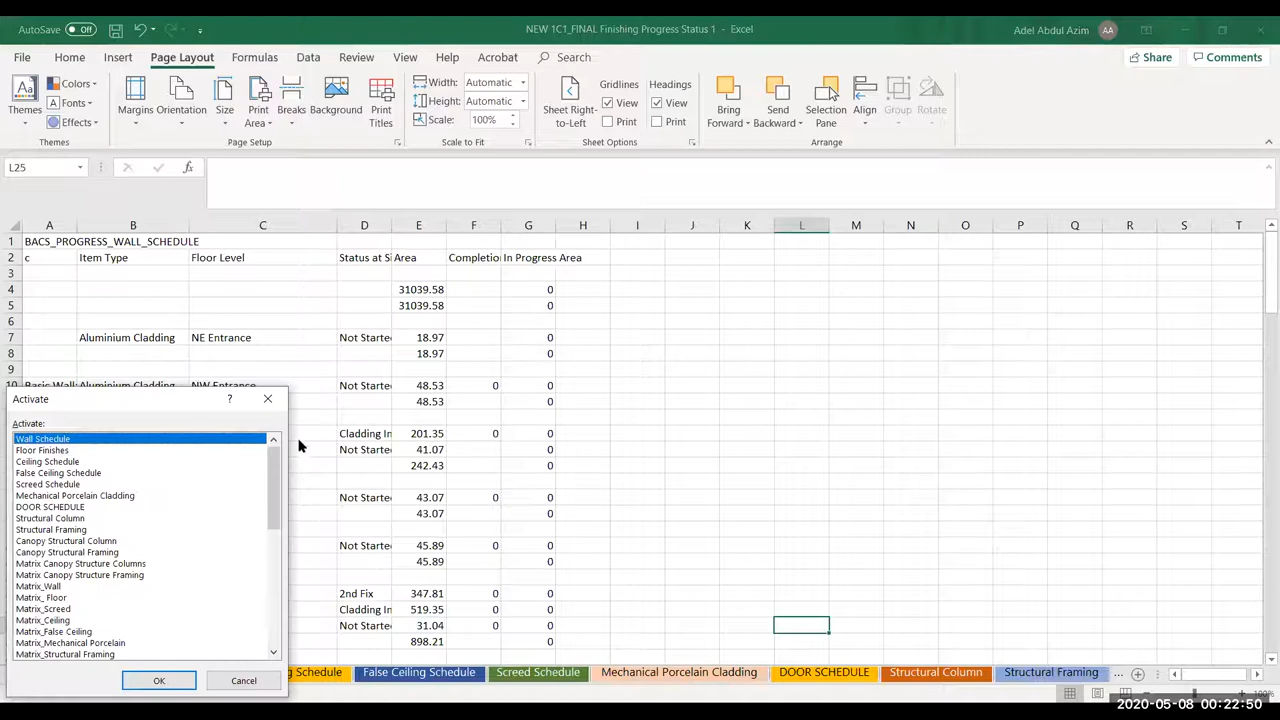 AutoSave Off NEW 1C1_FINAL Finishing Progress Status 1 - Excel Adel Abdul Azim AA
File Home Insert Page Layout Formulas Data Review View Help Acrobat Search Share Comments
Themes Colors Fonts Effects
Margins Orientation Size Print Area Breaks Background Print Titles
Width: Automatic
Height: Automatic
Scale: 100%
Sheet Right-to-Left
Gridlines View Print
Headings View Print
Bring Forward Send Backward Selection Pane Align Group Rotate
Themes Page Setup Scale to Fit Sheet Options Arrange
L25 fx
A B C D E F G H I J K L M N O P Q R S T
1 BACS_PROGRESS_WALL_SCHEDULE
2 c Item Type Floor Level Status at S Area Completio In Progress Area
3
4 31039.58 0
5 31039.58 0
6
7 Aluminium Cladding NE Entrance Not Starte 18.97 0
8 18.97 0
9
10 Basic Wall Aluminium Cladding NW Entrance Not Starte 48.53 0 0
48.53 0
Cladding In 201.35 0 0
Not Starte 41.07 0
242.43 0
Not Starte 43.07 0 0
43.07 0
Not Starte 45.89 0 0
45.89 0
2nd Fix 347.81 0 0
Cladding In 519.35 0 0
Not Starte 31.04 0 0
898.21 0
Activate ?
Activate:
Wall Schedule
Floor Finishes
Ceiling Schedule
False Ceiling Schedule
Screed Schedule
Mechanical Porcelain Cladding
DOOR SCHEDULE
Structural Column
Structural Framing
Canopy Structural Column
Canopy Structural Framing
Matrix Canopy Structure Columns
Matrix Canopy Structure Framing
Matrix_Wall
Matrix_ Floor
Matrix_Screed
Matrix_Ceiling
Matrix_False Ceiling
Matrix_Mechanical Porcelain
Matrix_Structural Framing
OK Cancel
ng Schedule False Ceiling Schedule Screed Schedule Mechanical Porcelain Cladding DOOR SCHEDULE Structural Column Structural Framing ...
2020-05-08 00:22:50